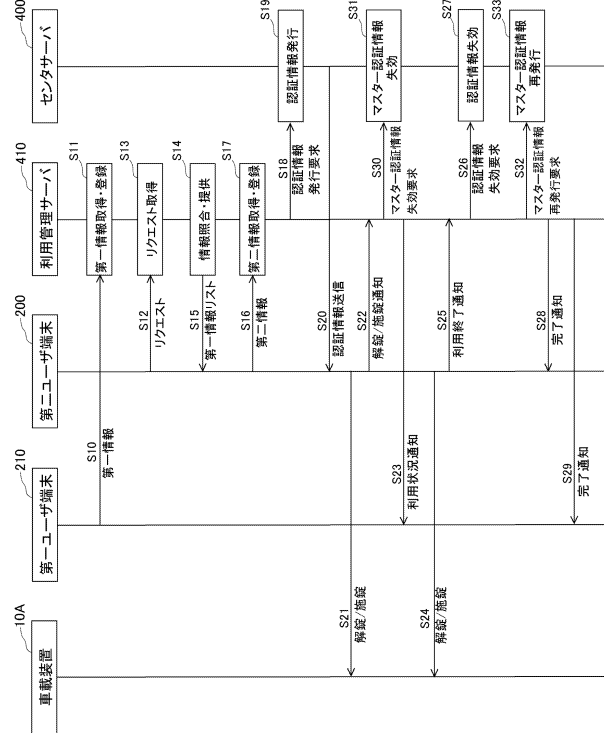 10A
車載装置
210
第一ユーザ端末
200
第二ユーザ端末
410
利用管理サーバ
400
センタサーバ
S10
第一情報
S11
第一情報取得・登録
S12
リクエスト
S13
リクエスト取得
S14
情報照合・提供
S15
第一情報リスト
S16
第二情報
S17
第二情報取得・登録
S18
認証情報
発行要求
S19
認証情報発行
S20
認証情報送信
S21
解錠/施錠
S22
解錠/施錠通知
S30
マスター認証情報
失効要求
S31
マスター認証情報
失効
S23
利用状況通知
S24
解錠/施錠
S25
利用終了通知
S26
認証情報
失効要求
S27
認証情報失効
S32
マスター認証情報
再発行要求
S33
マスター認証情報
再発行
S28
完了通知
S29
完了通知